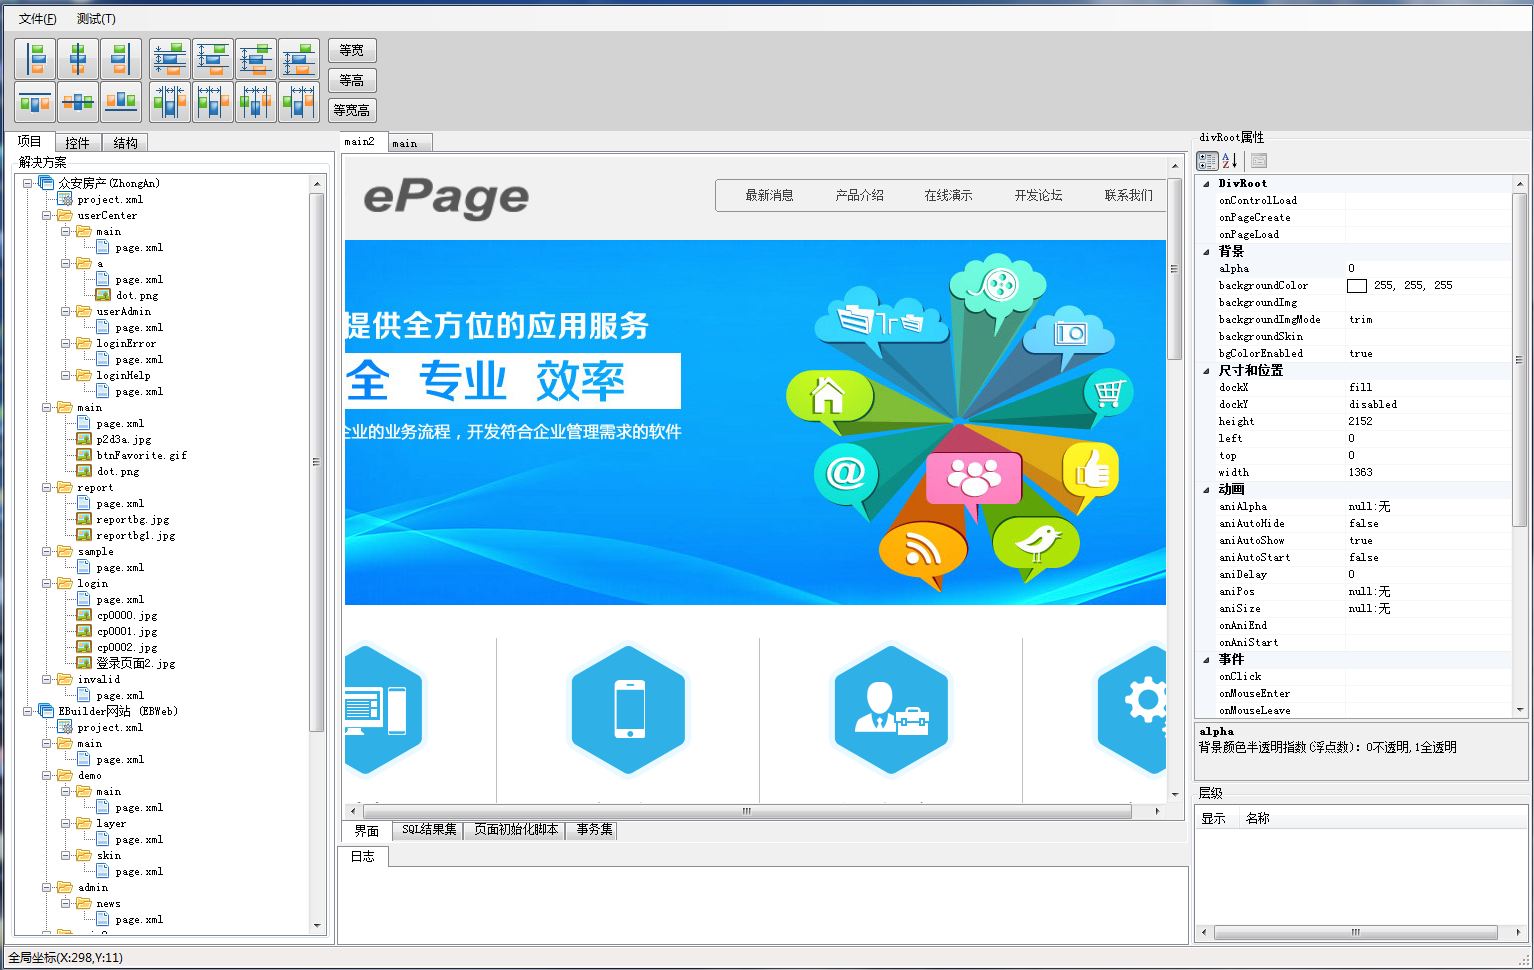 文件(F) 测试(T)
等宽
等高
等宽高
项目 控件 结构
解决方案
众安房产(ZhongAn)
project.xml
userCenter
main
page.xml
a
page.xml
dot.png
userAdmin
page.xml
loginError
page.xml
loginHelp
page.xml
main
page.xml
p2d3a.jpg
btnFavorite.gif
dot.png
report
page.xml
reportbg.jpg
reportbg1.jpg
sample
page.xml
login
page.xml
cp0000.jpg
cp0001.jpg
cp0002.jpg
登录页面2.jpg
invalid
page.xml
EBuilder网站 (EBWeb)
project.xml
main
page.xml
demo
main
page.xml
layer
page.xml
skin
page.xml
admin
news
page.xml
main2 main
ePage
最新消息 产品介绍 在线演示 开发论坛 联系我们
提供全方位的应用服务
全 专业 效率
企业的业务流程，开发符合企业管理需求的软件
界面 SQL结果集 页面初始化脚本 事务集
日志
divRoot属性
DivRoot
onControlLoad
onPageCreate
onPageLoad
背景
alpha 0
backgroundColor 255, 255, 255
backgroundImg
backgroundImgMode trim
backgroundSkin
bgColorEnabled true
尺寸和位置
dockX fill
dockY disabled
height 2152
left 0
top 0
width 1363
动画
aniAlpha null:无
aniAutoHide false
aniAutoShow true
aniAutoStart false
aniDelay 0
aniPos null:无
aniSize null:无
onAniEnd
onAniStart
事件
onClick
onMouseEnter
onMouseLeave
alpha
背景颜色半透明指数(浮点数): 0不透明,1全透明
层级
显示 名称
全局坐标(X:298,Y:11)